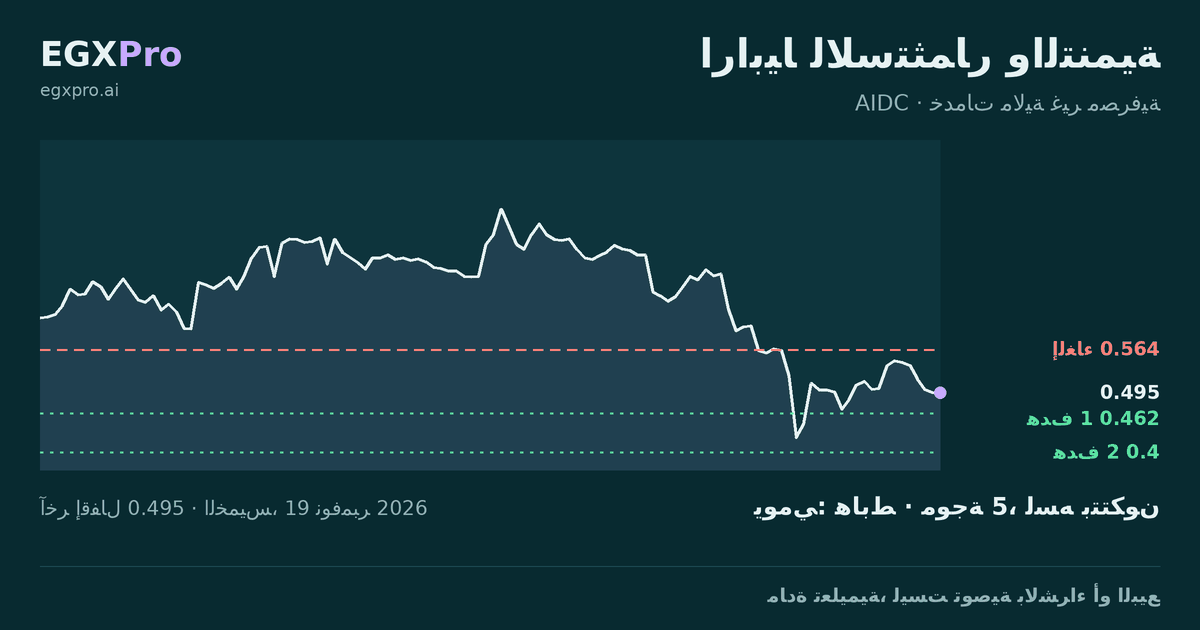 EGXPro
egxpro.ai
ارابيا للاستثمار والتنمية
AIDC · خدمات مالية غير مصرفية
إلغاء 0.564
0.495
هدف 1 0.462
هدف 2 0.4
يومي: هابط · موجة 5، لسه بتتكون
آخر إقفال 0.495 · الخميس، 19 نوفمبر 2026
مادة تعليمية، ليست توصية بالشراء أو البيع